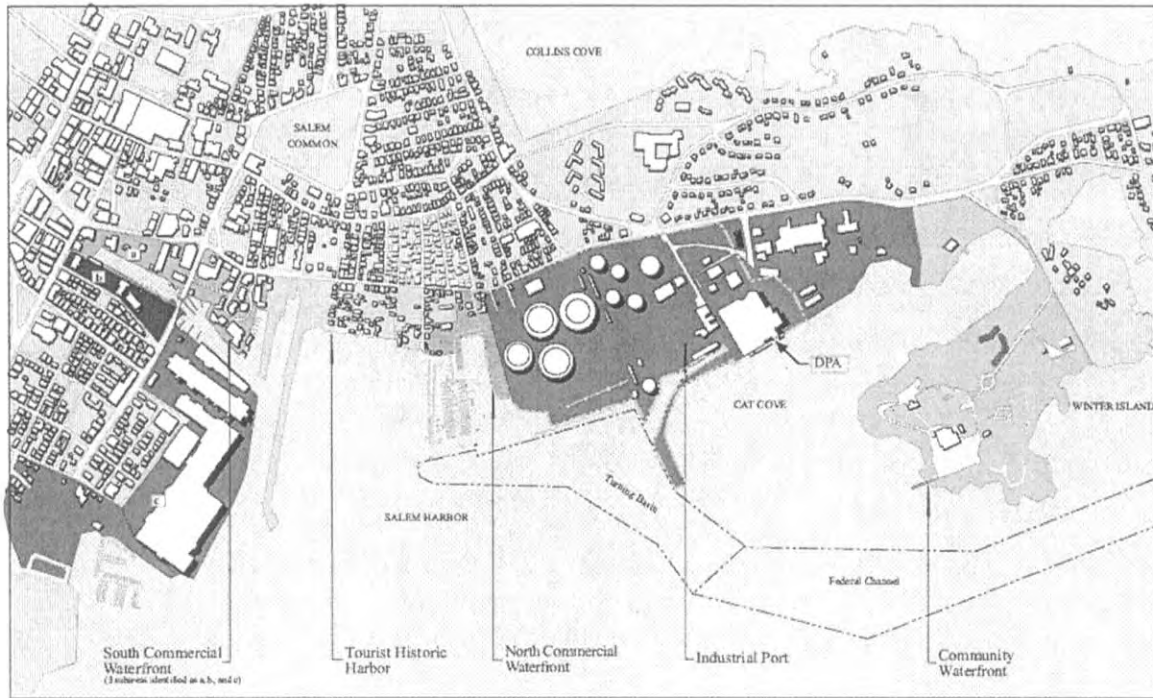 COLLINS COVE
SALEM
COMMON
a
b
DPA
CAT COVE
WINTER ISLAND
c
Turning Basin
SALEM HARBOR
Federal Channel
South Commercial
Waterfront
(3 subareas identified as a, b, and c)
Tourist Historic
Harbor
North Commercial
Waterfront
Industrial Port
Community
Waterfront